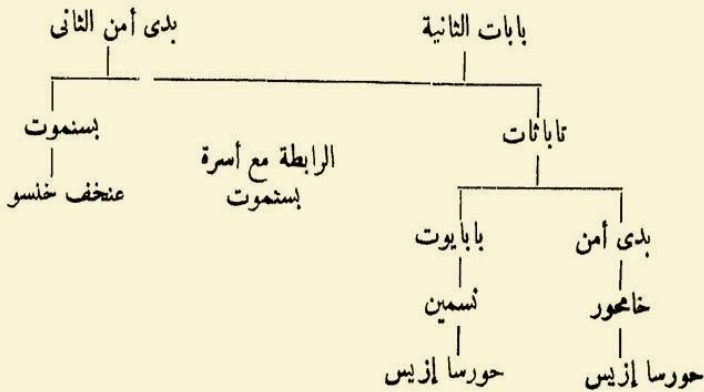 بابات الثانية
بدى أمن الثانى
تاباثات
بسنموت
الرابطة مع أسرة
بستموت
عنخف خنسو
بدى أمن
بابايوت
خامحور
نسمين
حورسا إزيس
حورسا إزيس